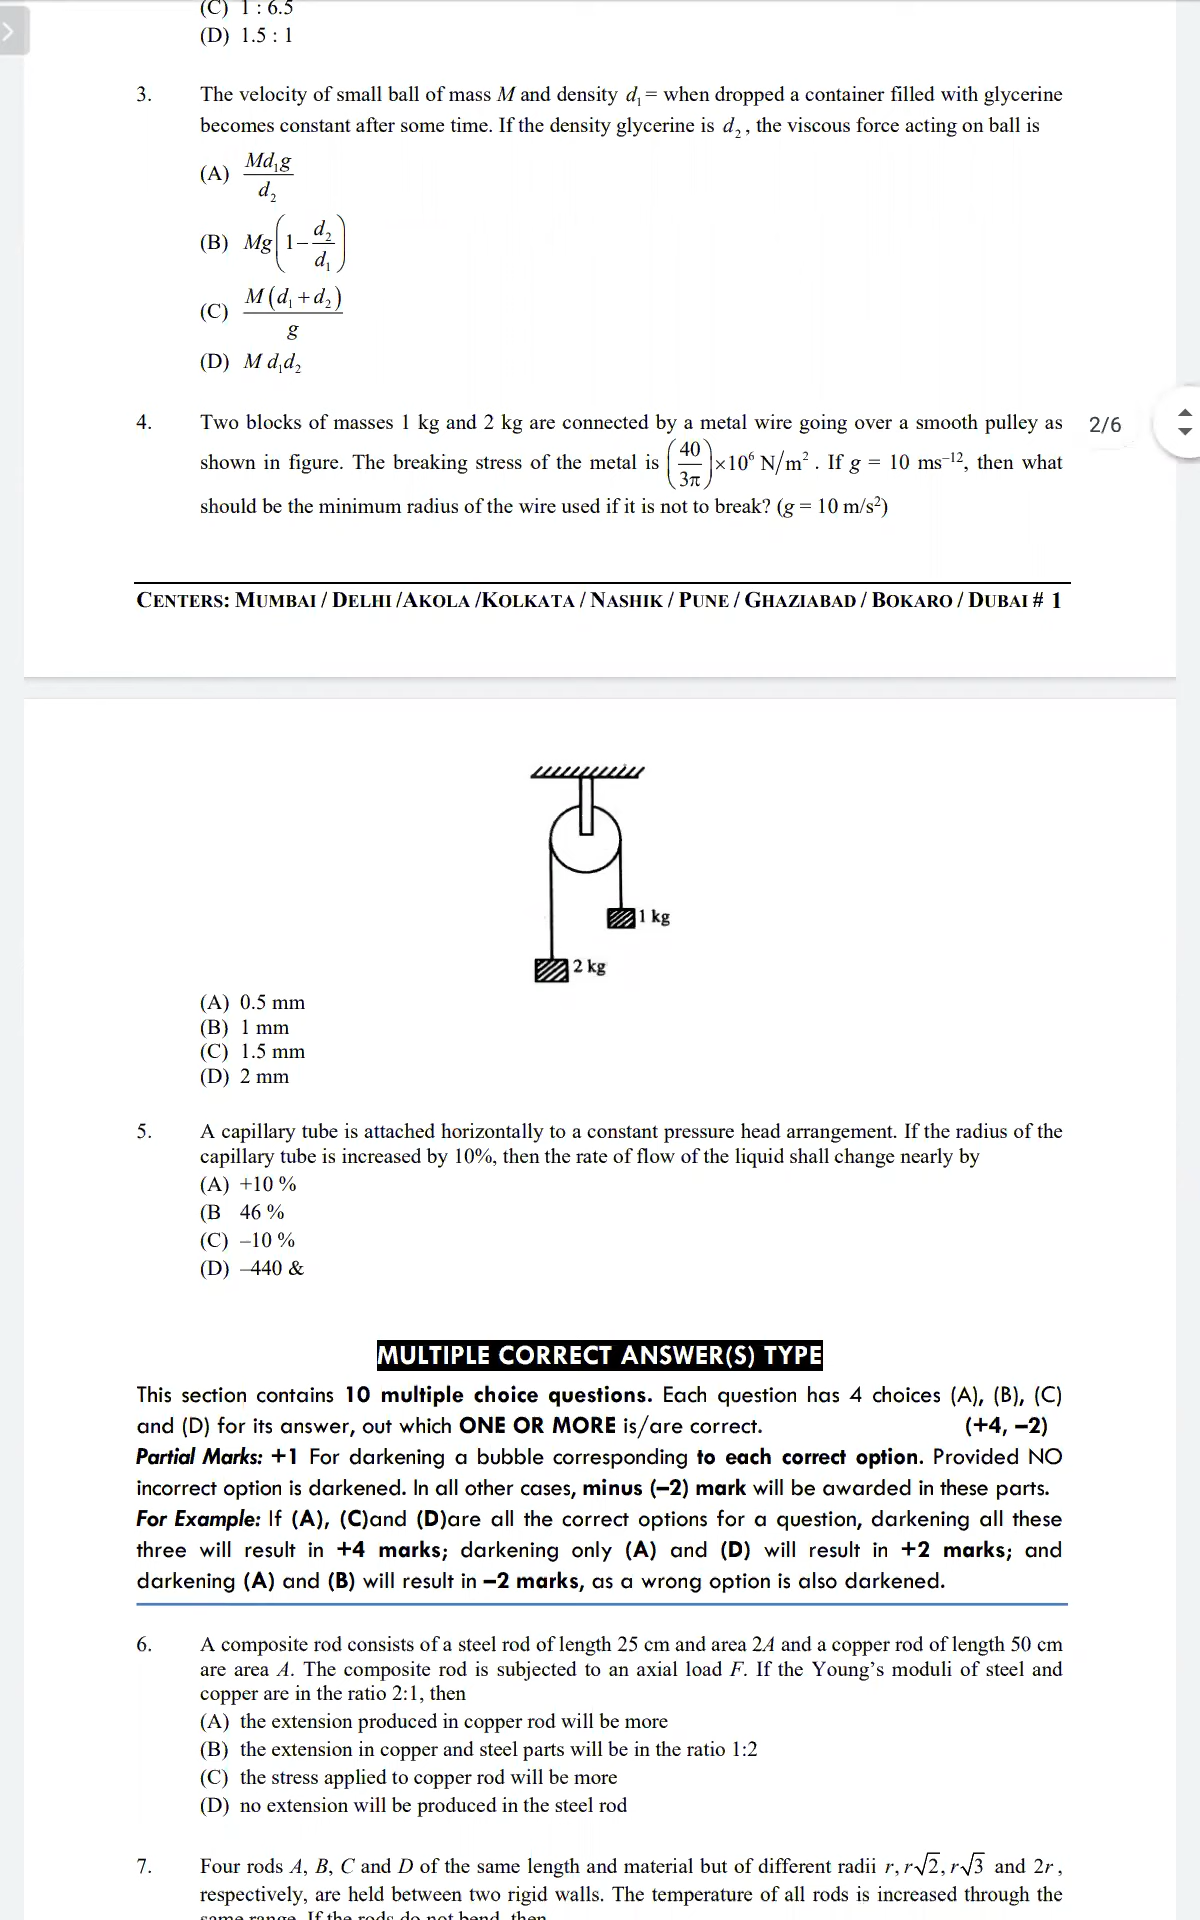 (C) 1 : 6.5
(D) 1.5 : 1
3. The velocity of small ball of mass M and density d₁ = when dropped a container filled with glycerine
becomes constant after some time. If the density glycerine is d₂, the viscous force acting on ball is
(A) Md₁g / d₂
(B) Mg(1 − d₂/d₁)
(C) M(d₁ + d₂) / g
(D) M d₁d₂
4. Two blocks of masses 1 kg and 2 kg are connected by a metal wire going over a smooth pulley as
2/6
shown in figure. The breaking stress of the metal is (40/3π)×10⁶ N/m². If g = 10 ms⁻¹², then what
should be the minimum radius of the wire used if it is not to break? (g = 10 m/s²)
CENTERS: MUMBAI / DELHI /AKOLA /KOLKATA / NASHIK / PUNE / GHAZIABAD / BOKARO / DUBAI # 1
1 kg
2 kg
(A) 0.5 mm
(B) 1 mm
(C) 1.5 mm
(D) 2 mm
5. A capillary tube is attached horizontally to a constant pressure head arrangement. If the radius of the
capillary tube is increased by 10%, then the rate of flow of the liquid shall change nearly by
(A) +10 %
(B 46 %
(C) –10 %
(D) –440 &
MULTIPLE CORRECT ANSWER(S) TYPE
This section contains 10 multiple choice questions. Each question has 4 choices (A), (B), (C)
and (D) for its answer, out which ONE OR MORE is/are correct. (+4, –2)
Partial Marks: +1 For darkening a bubble corresponding to each correct option. Provided NO
incorrect option is darkened. In all other cases, minus (–2) mark will be awarded in these parts.
For Example: If (A), (C)and (D)are all the correct options for a question, darkening all these
three will result in +4 marks; darkening only (A) and (D) will result in +2 marks; and
darkening (A) and (B) will result in –2 marks, as a wrong option is also darkened.
6. A composite rod consists of a steel rod of length 25 cm and area 2A and a copper rod of length 50 cm
are area A. The composite rod is subjected to an axial load F. If the Young’s moduli of steel and
copper are in the ratio 2:1, then
(A) the extension produced in copper rod will be more
(B) the extension in copper and steel parts will be in the ratio 1:2
(C) the stress applied to copper rod will be more
(D) no extension will be produced in the steel rod
7. Four rods A, B, C and D of the same length and material but of different radii r, r√2, r√3 and 2r,
respectively, are held between two rigid walls. The temperature of all rods is increased through the
same range. If the rods do not bend, then